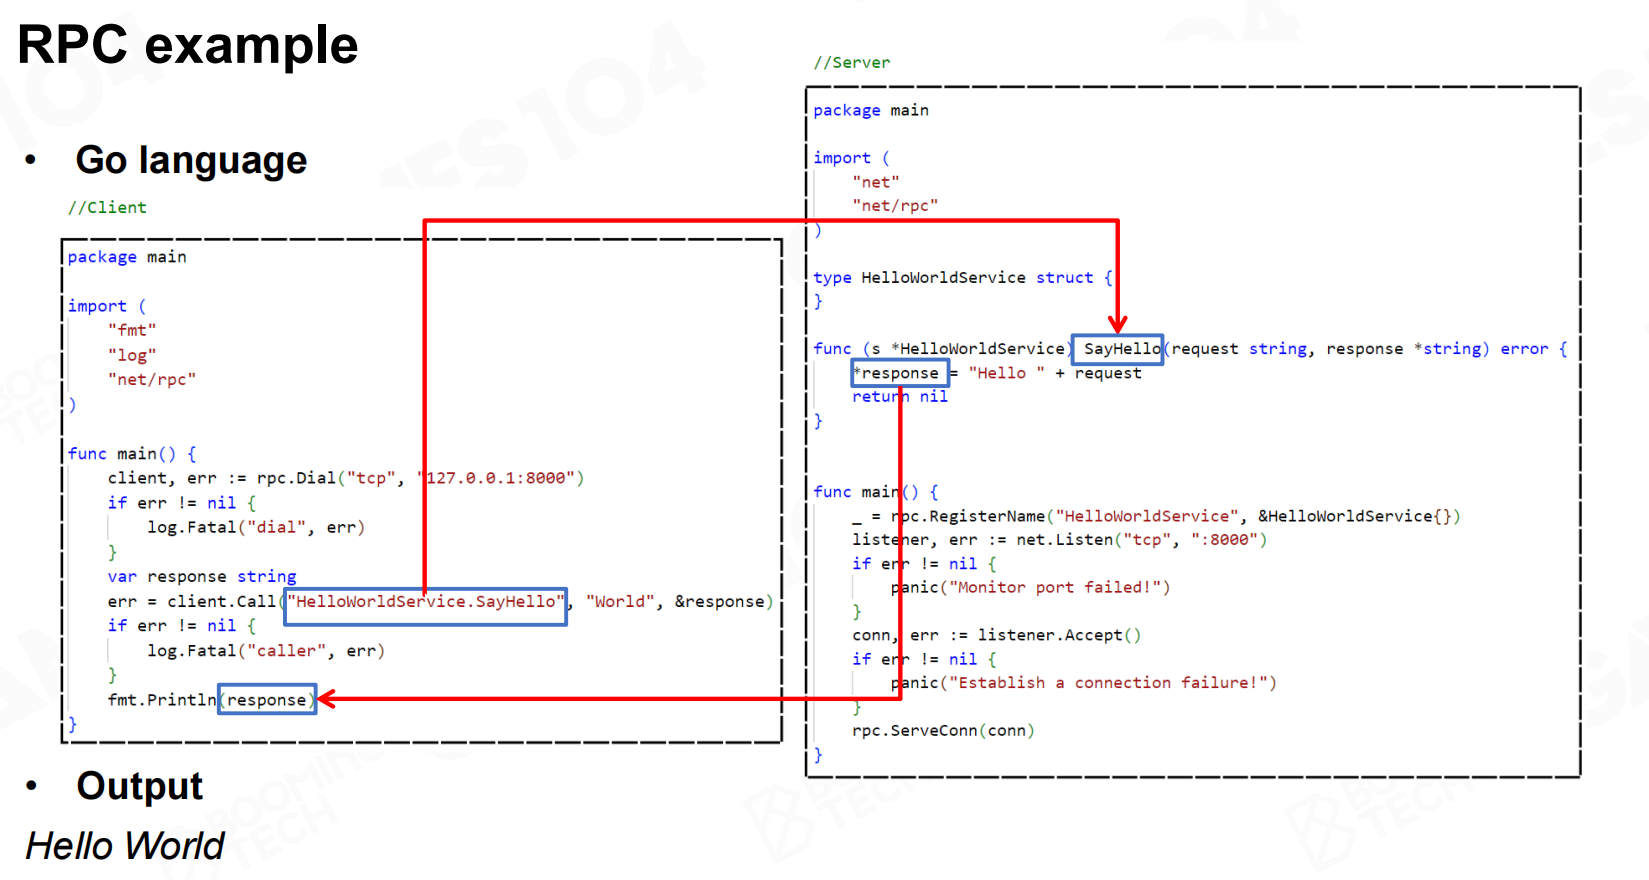 RPC example
• Go language
//Client
package main
import (
"fmt"
"log"
"net/rpc"
)
func main() {
client, err := rpc.Dial("tcp", "127.0.0.1:8000")
if err != nil {
log.Fatal("dial", err)
}
var response string
err = client.Call("HelloWorldService.SayHello", "World", &response)
if err != nil {
log.Fatal("caller", err)
}
fmt.Println(response)
}
//Server
package main
import (
"net"
"net/rpc"
)
type HelloWorldService struct {
}
func (s *HelloWorldService) SayHello(request string, response *string) error {
*response = "Hello " + request
return nil
}
func main() {
_ = rpc.RegisterName("HelloWorldService", &HelloWorldService{})
listener, err := net.Listen("tcp", ":8000")
if err != nil {
panic("Monitor port failed!")
}
conn, err := listener.Accept()
if err != nil {
panic("Establish a connection failure!")
}
rpc.ServeConn(conn)
}
• Output
Hello World